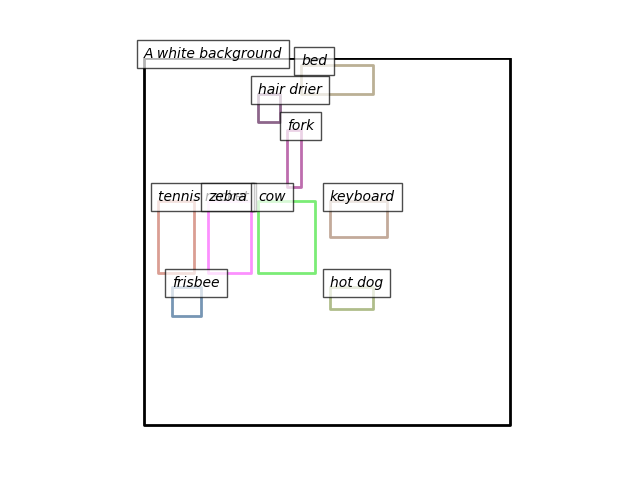 A white background
bed
hair drier
fork
tennis racket
zebra
cow
keyboard
frisbee
hot dog